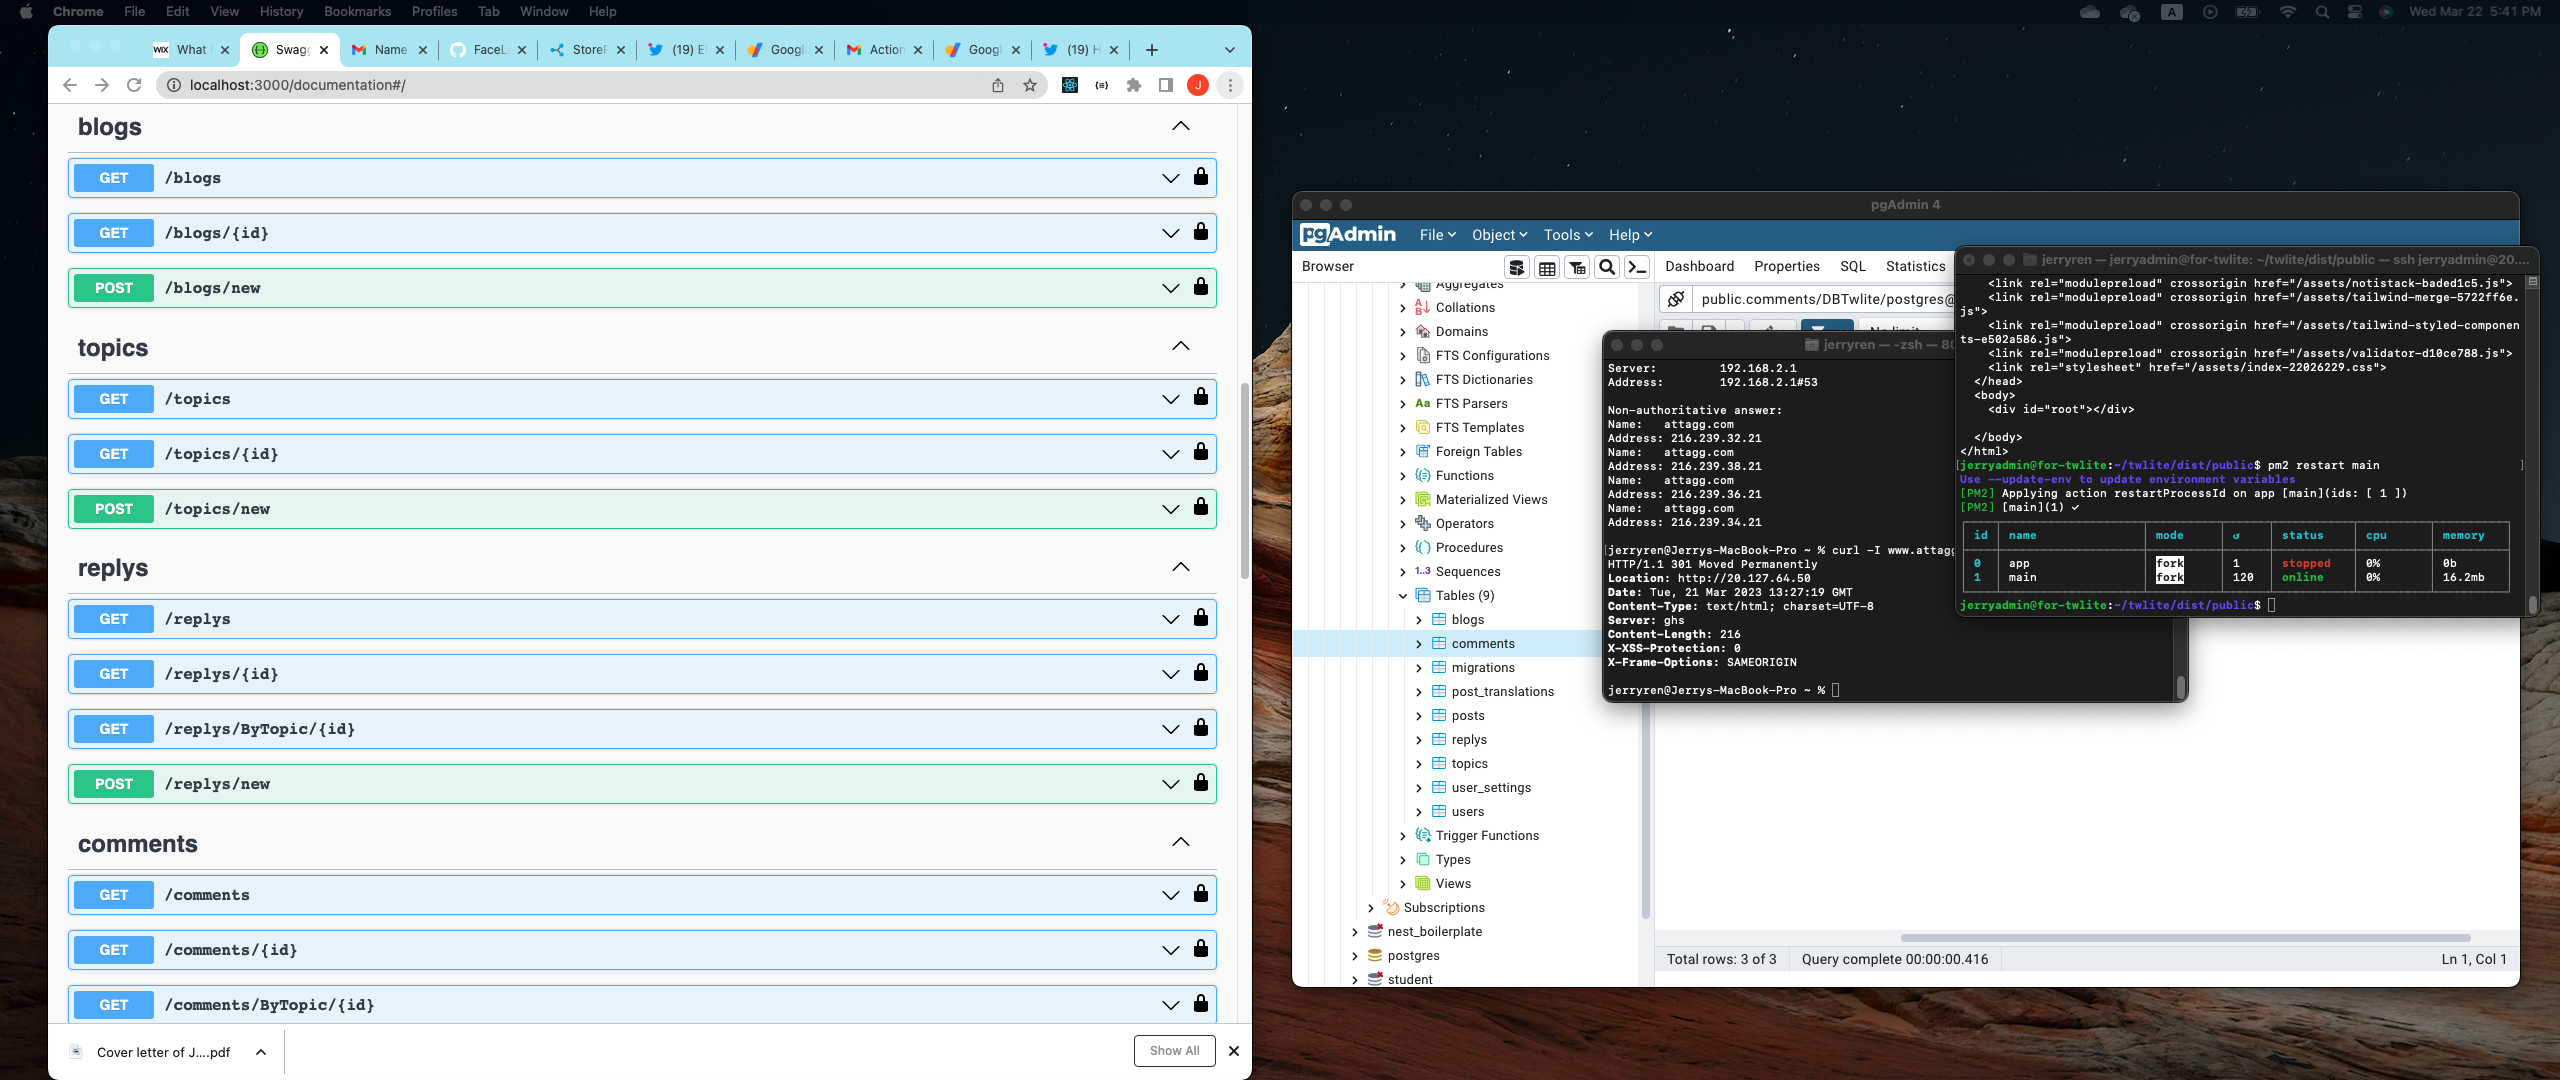 Chrome File Edit View History Bookmarks Profiles Tab Window Help
A
Wed Mar 22 5:41 PM
WIX What
Swagg
Name
FaceL
StoreF
(19) E
Googl
Action
Googl
(19) H
localhost:3000/documentation#/
J
blogs
GET /blogs
GET /blogs/{id}
POST /blogs/new
topics
GET /topics
GET /topics/{id}
POST /topics/new
replys
GET /replys
GET /replys/{id}
GET /replys/ByTopic/{id}
POST /replys/new
comments
GET /comments
GET /comments/{id}
GET /comments/ByTopic/{id}
Cover letter of J....pdf
Show All
pgAdmin 4
pgAdmin File Object Tools Help
Browser
Dashboard Properties SQL Statistics
public.comments/DBTwlite/postgres@
No limit
Aggregates
Collations
Domains
FTS Configurations
FTS Dictionaries
Aa FTS Parsers
FTS Templates
Foreign Tables
Functions
Materialized Views
Operators
Procedures
1..3 Sequences
Tables (9)
blogs
comments
migrations
post_translations
posts
replys
topics
user_settings
users
Trigger Functions
Types
Views
Subscriptions
nest_boilerplate
postgres
student
Total rows: 3 of 3 Query complete 00:00:00.416
Ln 1, Col 1
jerryren — -zsh — 80
Server: 192.168.2.1
Address: 192.168.2.1#53
Non-authoritative answer:
Name: attagg.com
Address: 216.239.32.21
Name: attagg.com
Address: 216.239.38.21
Name: attagg.com
Address: 216.239.36.21
Name: attagg.com
Address: 216.239.34.21
jerryren@Jerrys-MacBook-Pro ~ % curl -I www.attagg
HTTP/1.1 301 Moved Permanently
Location: http://20.127.64.50
Date: Tue, 21 Mar 2023 13:27:19 GMT
Content-Type: text/html; charset=UTF-8
Server: ghs
Content-Length: 216
X-XSS-Protection: 0
X-Frame-Options: SAMEORIGIN
jerryren@Jerrys-MacBook-Pro ~ %
jerryren — jerryadmin@for-twlite: ~/twlite/dist/public — ssh jerryadmin@20....
<link rel="modulepreload" crossorigin href="/assets/notistack-baded1c5.js">
<link rel="modulepreload" crossorigin href="/assets/tailwind-merge-5722ff6e.
js">
<link rel="modulepreload" crossorigin href="/assets/tailwind-styled-componen
ts-e502a586.js">
<link rel="modulepreload" crossorigin href="/assets/validator-d10ce788.js">
<link rel="stylesheet" href="/assets/index-22026229.css">
</head>
<body>
<div id="root"></div>
</body>
</html>
[jerryadmin@for-twlite:~/twlite/dist/public$ pm2 restart main ]
Use --update-env to update environment variables
[PM2] Applying action restartProcessId on app [main](ids: [ 1 ])
[PM2] [main](1) ✓
id name mode ↺ status cpu memory
0 app fork 1 stopped 0% 0b
1 main fork 120 online 0% 16.2mb
jerryadmin@for-twlite:~/twlite/dist/public$